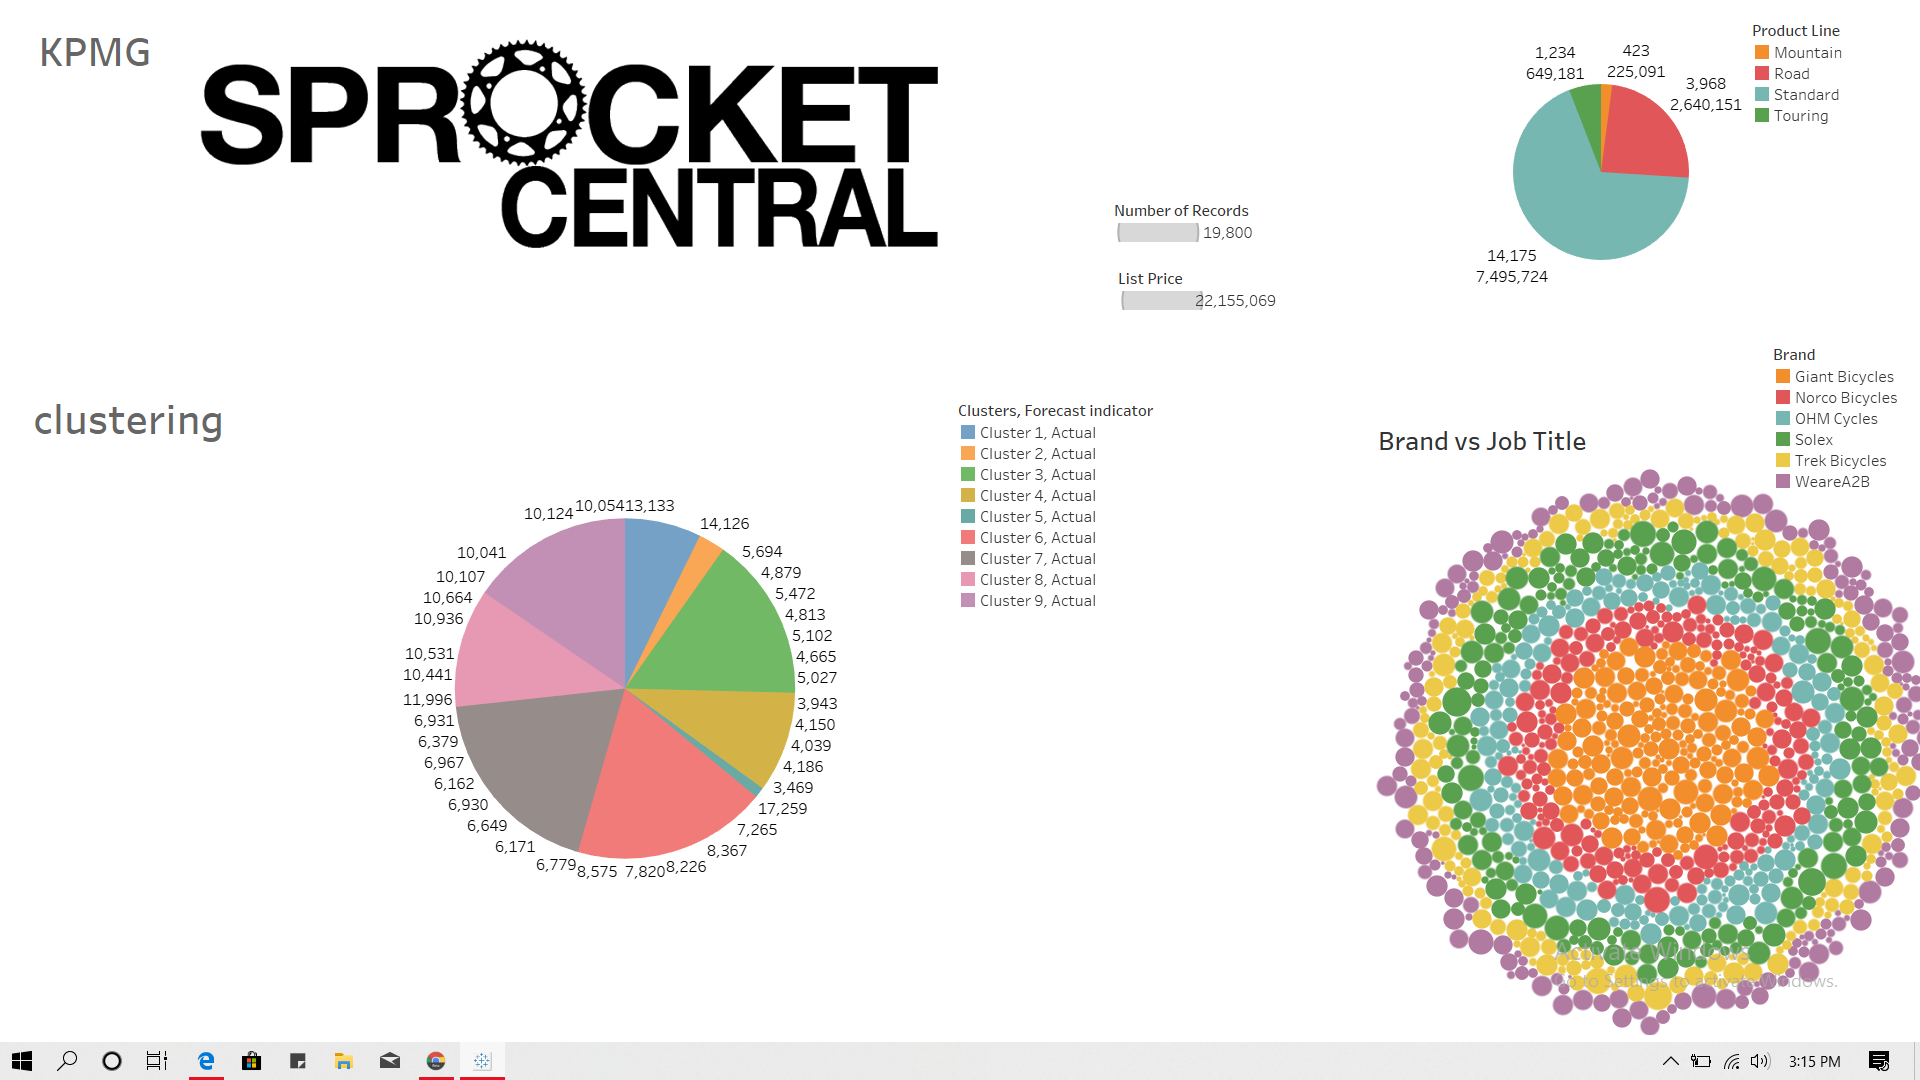 KPMG
SPROCKET
CENTRAL
Number of Records
19,800
List Price
22,155,069
1,234
649,181
423
225,091
3,968
2,640,151
14,175
7,495,724
Product Line
Mountain
Road
Standard
Touring
clustering
10,054
13,133
14,126
5,694
4,879
5,472
4,813
5,102
4,665
5,027
3,943
4,150
4,039
4,186
3,469
17,259
7,265
8,367
8,226
7,820
8,575
6,779
6,171
6,649
6,930
6,162
6,967
6,379
6,931
11,996
10,441
10,531
10,936
10,664
10,107
10,041
10,124
Clusters, Forecast indicator
Cluster 1, Actual
Cluster 2, Actual
Cluster 3, Actual
Cluster 4, Actual
Cluster 5, Actual
Cluster 6, Actual
Cluster 7, Actual
Cluster 8, Actual
Cluster 9, Actual
Brand
Giant Bicycles
Norco Bicycles
OHM Cycles
Solex
Trek Bicycles
WeareA2B
Brand vs Job Title
Activate Windows
Go to Settings to activate Windows.
3:15 PM